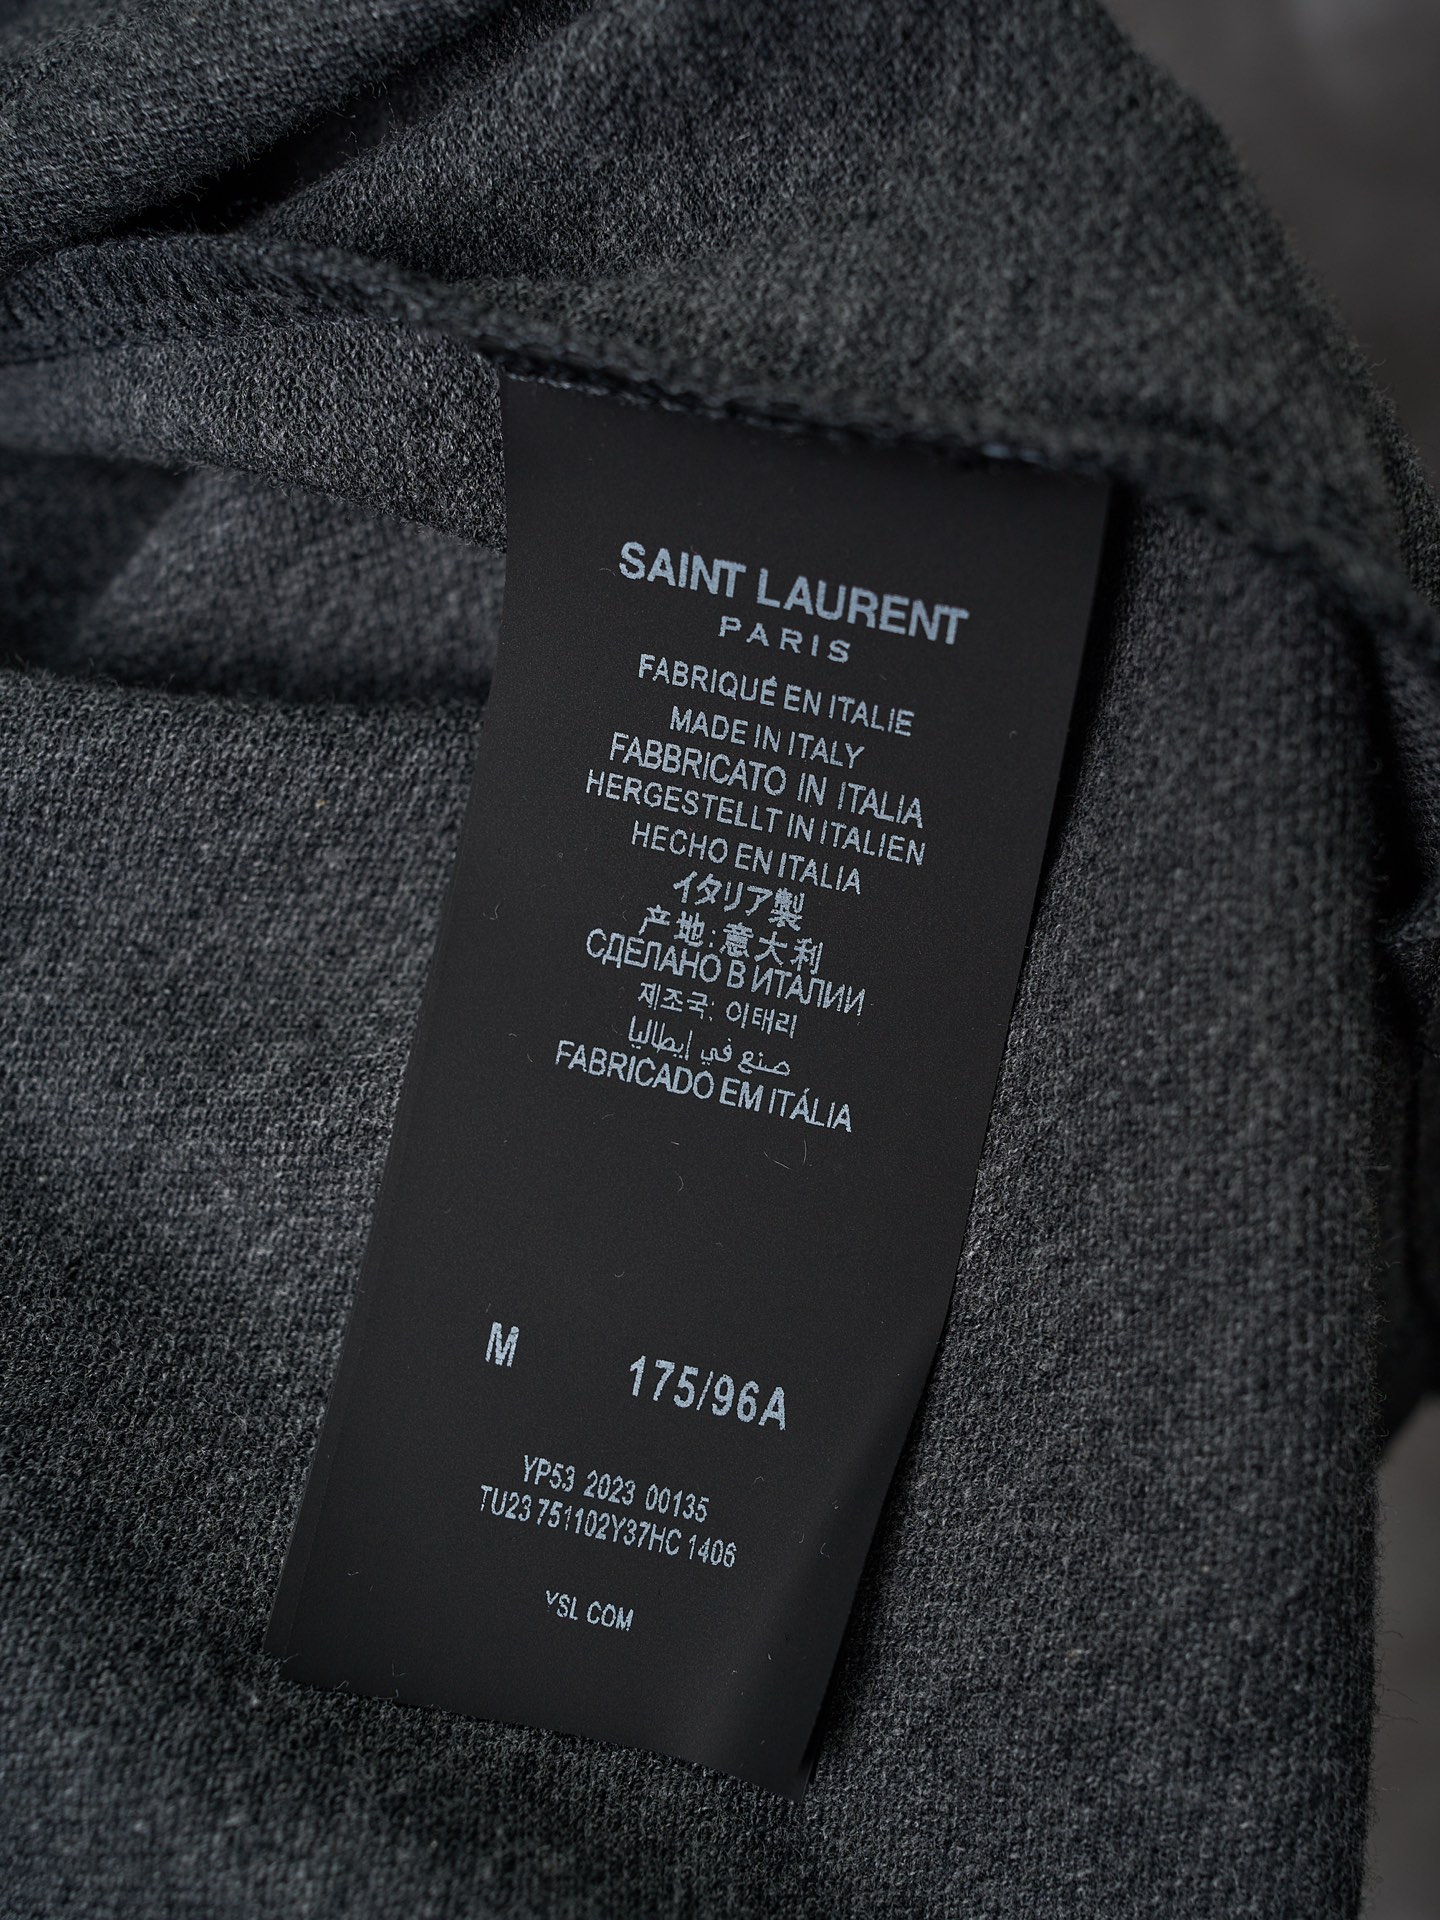 SAINT LAURENT
PARIS
FABRIQUÉ EN ITALIE
MADE IN ITALY
FABBRICATO IN ITALIA
HERGESTELLT IN ITALIEN
HECHO EN ITALIA
イタリア製
产地:意大利
СДЕЛАНО В ИТАЛИИ
제조국: 이태리
صنع في إيطاليا
FABRICADO EM ITÁLIA
M 175/96A
YP53 2023 00135
TU23 751102Y37HC 1406
YSL COM